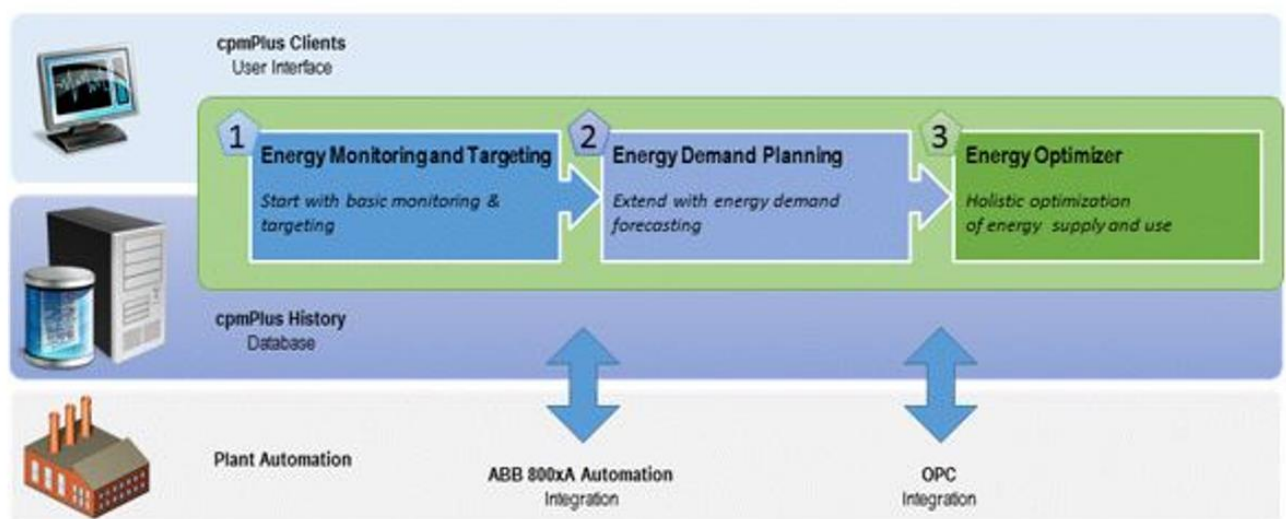 cpmPlus Clients
User Interface
1
Energy Monitoring and Targeting
Start with basic monitoring &
targeting
2
Energy Demand Planning
Extend with energy demand
forecasting
3
Energy Optimizer
Holistic optimization
of energy supply and use
cpmPlus History
Database
Plant Automation
ABB 800xA Automation
Integration
OPC
Integration